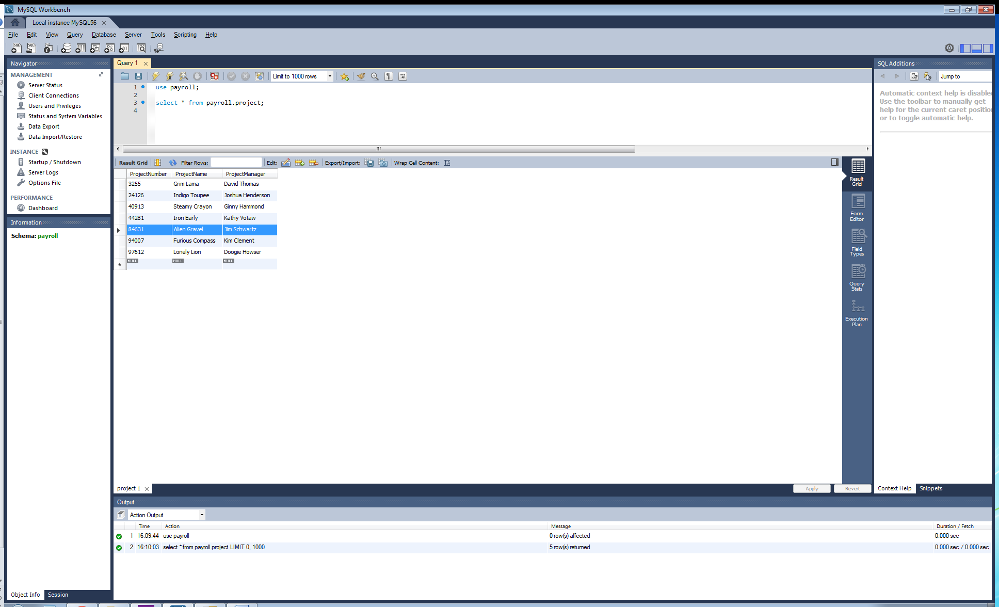 MySQL Workbench
Local instance MySQL56
File Edit View Query Database Server Tools Scripting Help
Navigator
MANAGEMENT
Server Status
Client Connections
Users and Privileges
Status and System Variables
Data Export
Data Import/Restore
INSTANCE
Startup / Shutdown
Server Logs
Options File
PERFORMANCE
Dashboard
Information
Schema: payroll
Object Info Session
Query 1
Limit to 1000 rows
1 use payroll;
2
3 select * from payroll.project;
4
Result Grid Filter Rows: Edit: Export/Import: Wrap Cell Content:
ProjectNumber ProjectName ProjectManager
3255 Grim Lama David Thomas
24126 Indigo Toupee Joshua Henderson
40913 Steamy Crayon Ginny Hammond
44281 Iron Early Kathy Votaw
84631 Alien Gravel Jim Schwartz
94007 Furious Compass Kim Clement
97612 Lonely Lion Doogie Howser
NULL NULL NULL
Result
Grid
Form
Editor
Field
Types
Query
Stats
Execution
Plan
project 1 Apply Revert
SQL Additions
Jump to
Automatic context help is disable
Use the toolbar to manually get
help for the current caret positio
or to toggle automatic help.
Context Help Snippets
Output
Action Output
Time Action Message Duration / Fetch
1 16:09:44 use payroll 0 row(s) affected 0.000 sec
2 16:10:03 select * from payroll.project LIMIT 0, 1000 5 row(s) returned 0.000 sec / 0.000 sec